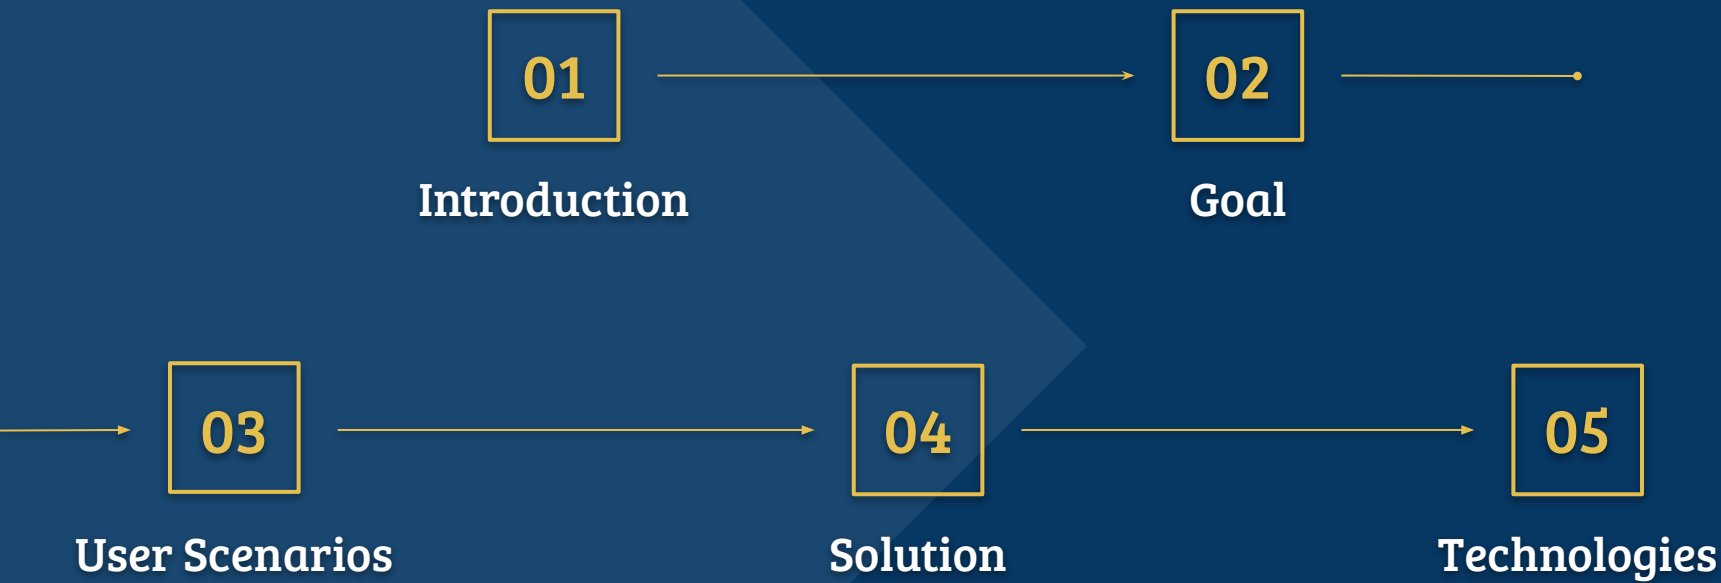 01
Introduction
02
Goal
03
User Scenarios
04
Solution
05
Technologies